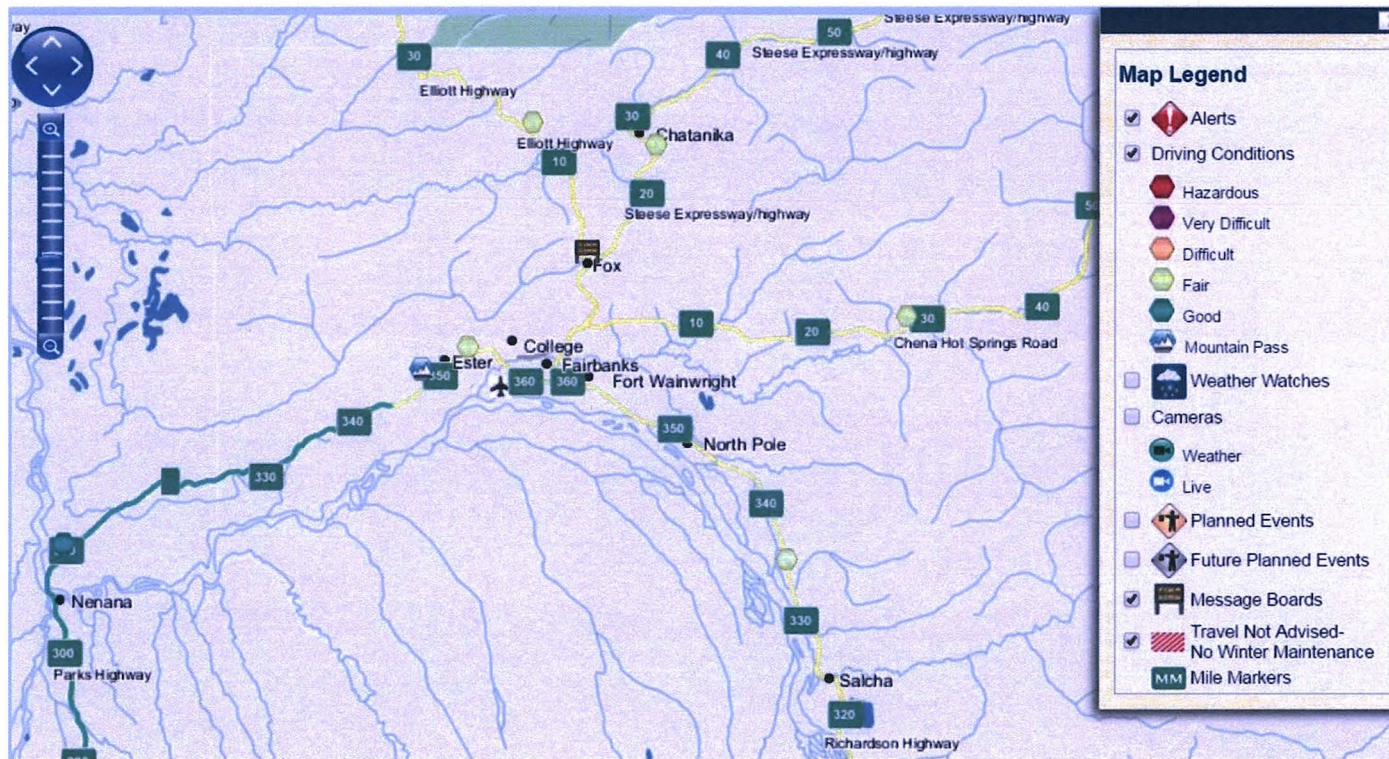 way
Steese Expressway/highway
50
Steese Expressway/highway
40
30
Elliott Highway
30
Chatanika
Elliott Highway
10
20
Steese Expressway/highway
50
Fox
40
30
10
20
Chena Hot Springs Road
College
Ester
Fairbanks
350
360
360
Fort Wainwright
340
350
North Pole
330
340
Nenana
330
300
Parks Highway
Salcha
320
Richardson Highway
Map Legend
Alerts
Driving Conditions
Hazardous
Very Difficult
Difficult
Fair
Good
Mountain Pass
Weather Watches
Cameras
Weather
Live
Planned Events
Future Planned Events
Message Boards
Travel Not Advised-
No Winter Maintenance
MM Mile Markers